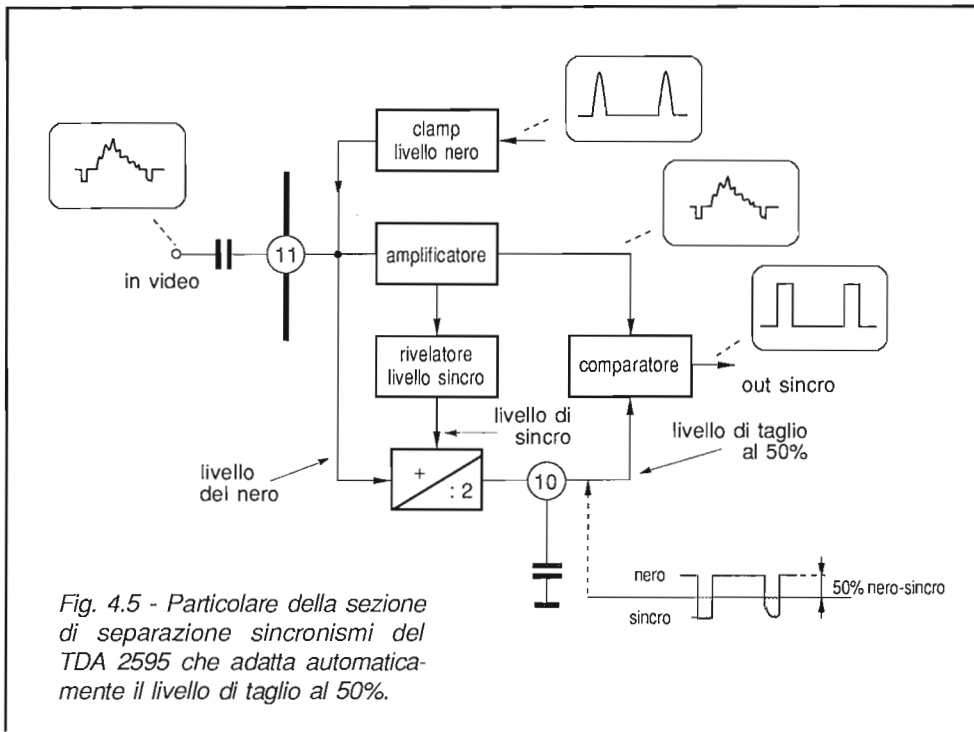 clamp
livello nero
in video
11
amplificatore
rivelatore
livello sincro
comparatore
out sincro
livello di
sincro
livello di taglio
al 50%
livello
del nero
+
: 2
10
nero
50% nero-sincro
sincro
Fig. 4.5 - Particolare della sezione
di separazione sincronismi del
TDA 2595 che adatta automatica-
mente il livello di taglio al 50%.